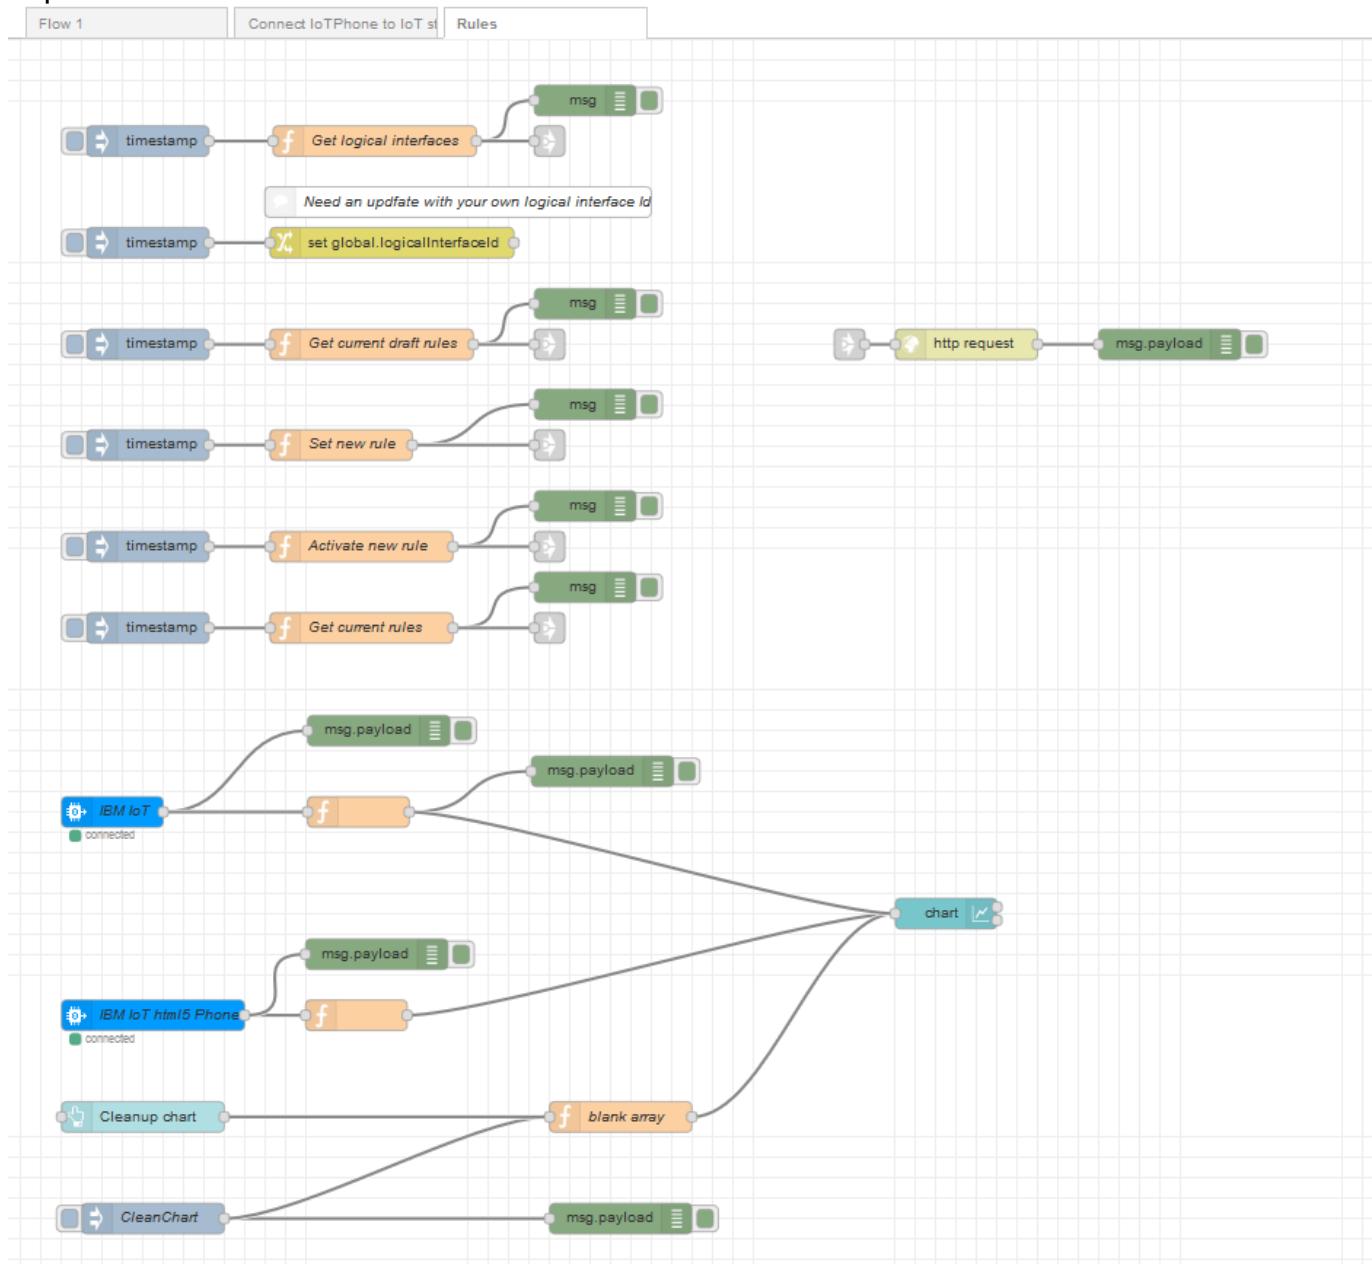 Flow 1
Connect IoTPhone to IoT st
Rules
msg
timestamp
Get logical interfaces
Need an updfate with your own logical interface Id
timestamp
set global.logicalInterfaceId
msg
timestamp
Get current draft rules
http request
msg.payload
msg
timestamp
Set new rule
msg
timestamp
Activate new rule
msg
timestamp
Get current rules
msg.payload
msg.payload
IBM IoT
connected
chart
msg.payload
IBM IoT html5 Phone
connected
Cleanup chart
blank array
CleanChart
msg.payload